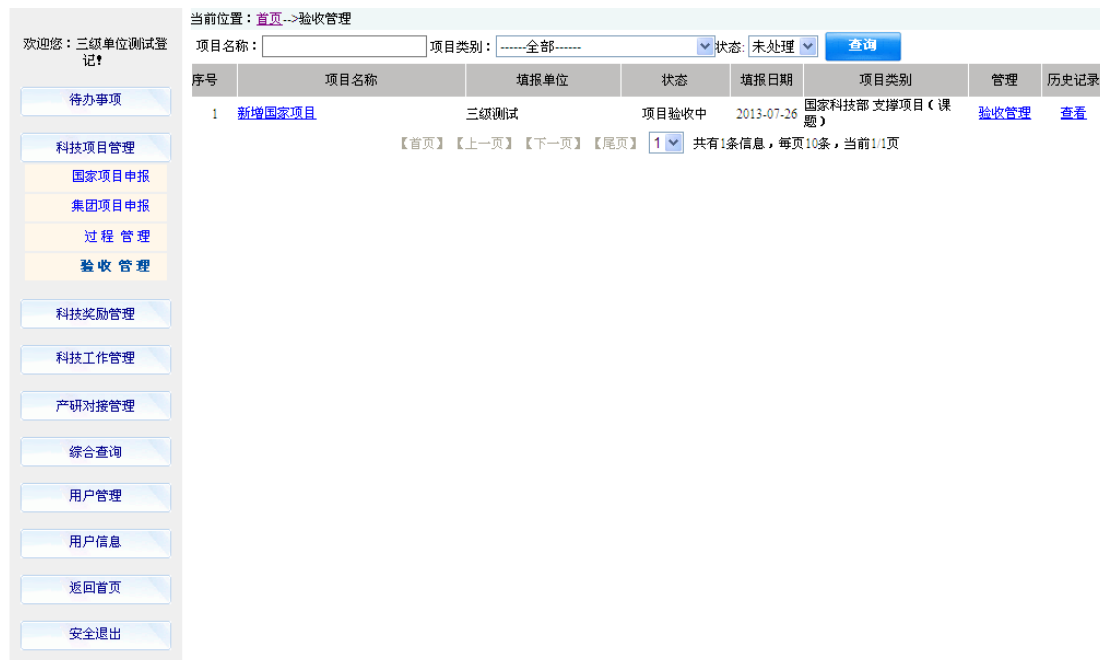 当前位置：首页-->验收管理
欢迎您：三级单位测试登
记！
项目名称：
项目类别：
------全部------
状态:
未处理
查询
序号 项目名称 填报单位 状态 填报日期 项目类别 管理 历史记录
1 新增国家项目 三级测试 项目验收中 2013-07-26 国家科技部 支撑项目（课
题） 验收管理 查看
【首页】【上一页】【下一页】【尾页】 1 共有1条信息，每页10条，当前1/1页
待办事项
科技项目管理
国家项目申报
集团项目申报
过程 管理
验收 管理
科技奖励管理
科技工作管理
产研对接管理
综合查询
用户管理
用户信息
返回首页
安全退出